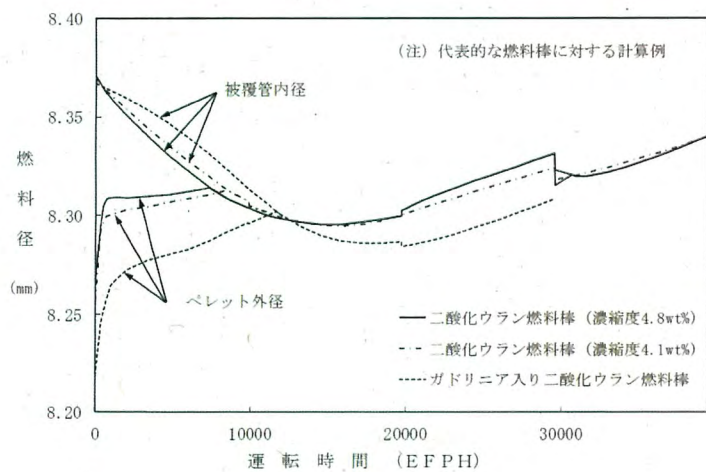 8.40
(注) 代表的な燃料棒に対する計算例
被覆管内径
8.35
燃料径
(mm)
8.30
ペレット外径
8.25
二酸化ウラン燃料棒 (濃縮度4.8wt%)
二酸化ウラン燃料棒 (濃縮度4.1wt%)
ガドリニア入り二酸化ウラン燃料棒
8.20
0
10000
20000
30000
運転時間 (EFPH)